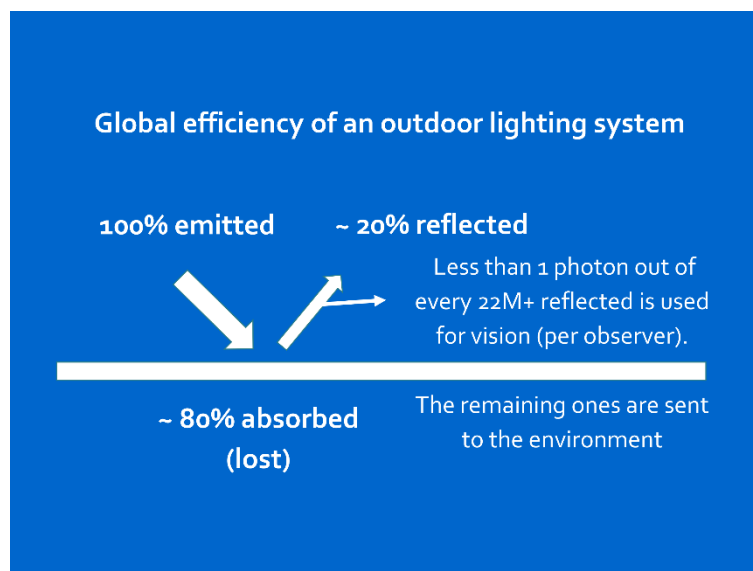 Global efficiency of an outdoor lighting system
100% emitted
~ 20% reflected
Less than 1 photon out of
every 22M+ reflected is used
for vision (per observer).
~ 80% absorbed
(lost)
The remaining ones are sent
to the environment